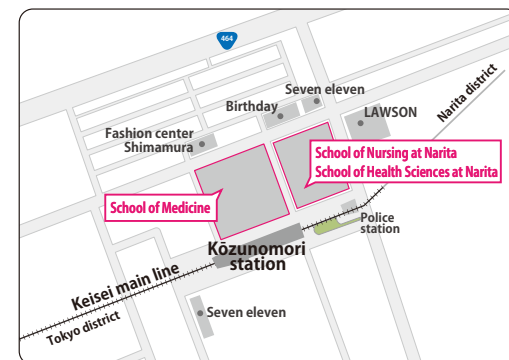 464
Seven eleven
Birthday
LAWSON
Narita district
Fashion center
Shimamura
School of Nursing at Narita
School of Health Sciences at Narita
School of Medicine
Police
station
Kōzunomori
station
Keisei main line
Tokyo district
Seven eleven